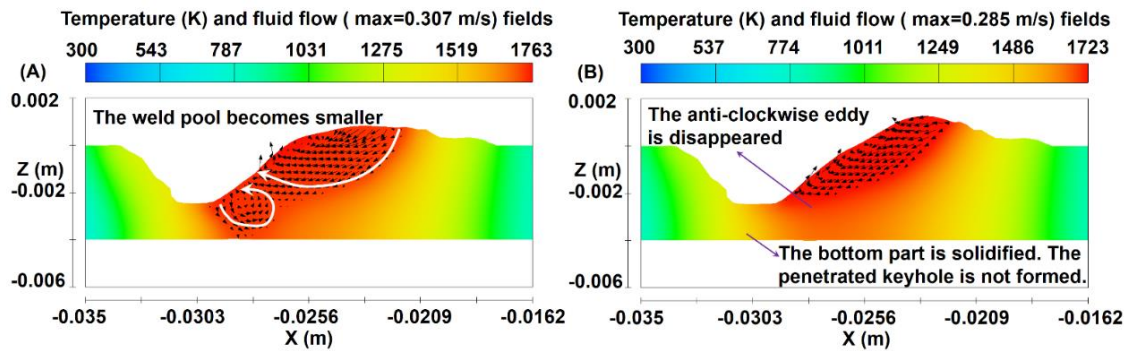 Temperature (K) and fluid flow ( max=0.307 m/s) fields
300 543 787 1031 1275 1519 1763
(A)
0.002
The weld pool becomes smaller
Z (m)
-0.002
-0.006
-0.035 -0.0303 -0.0256 -0.0209 -0.0162
X (m)
Temperature (K) and fluid flow ( max=0.285 m/s) fields
300 537 774 1011 1249 1486 1723
(B)
0.002
The anti-clockwise eddy
is disappeared
Z (m)
-0.002
The bottom part is solidified. The
penetrated keyhole is not formed.
-0.006
-0.035 -0.0303 -0.0256 -0.0209 -0.0162
X (m)